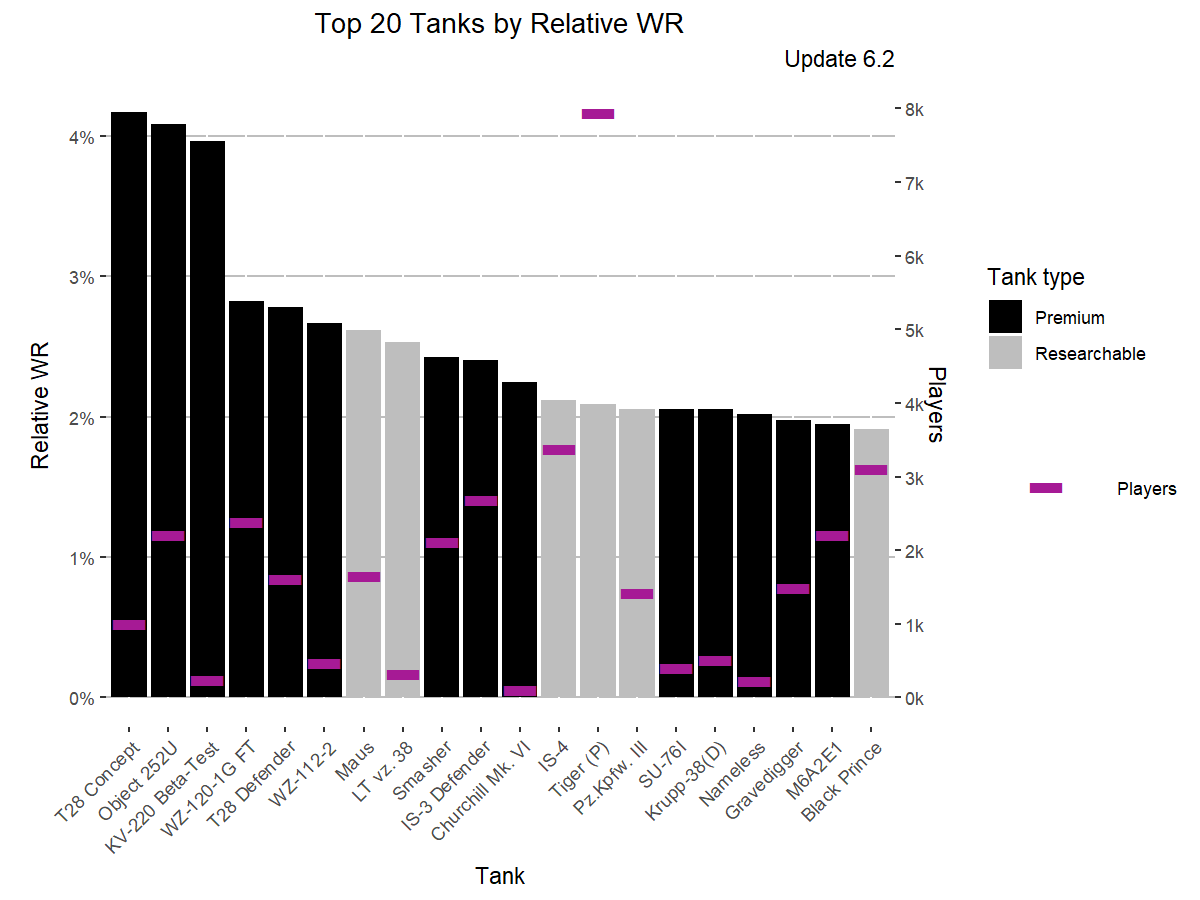 Top 20 Tanks by Relative WR
Update 6.2
Relative WR
4%
3%
2%
1%
0%
8k
7k
6k
5k
4k
3k
2k
1k
0k
Players
T28 Concept
Object 252U
KV-220 Beta-Test
WZ-120-1G FT
T28 Defender
WZ-112-2
Maus
LT vz. 38
Smasher
IS-3 Defender
Churchill Mk. VI
IS-4
Tiger (P)
Pz.Kpfw. III
SU-76I
Krupp-38(D)
Nameless
Gravedigger
M6A2E1
Black Prince
Tank
Tank type
Premium
Researchable
Players